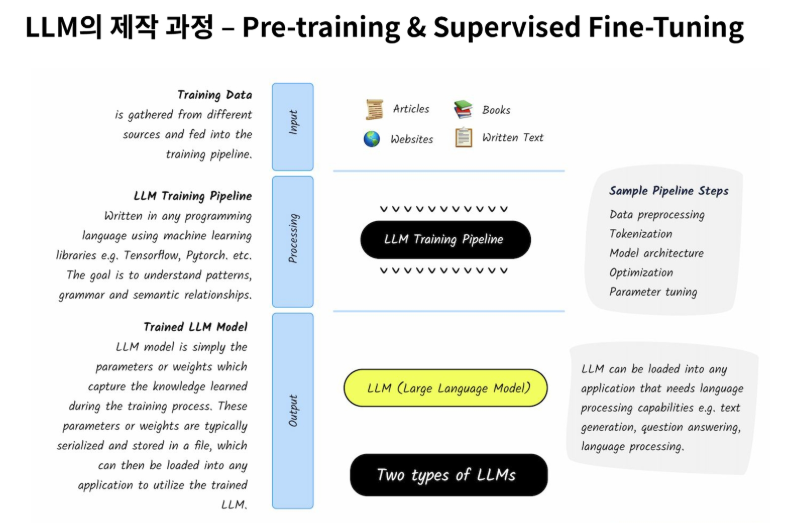 LLM의 제작 과정 – Pre-training & Supervised Fine-Tuning
Training Data
is gathered from different
sources and fed into the
training pipeline.
Input
Articles
Books
Websites
Written Text
LLM Training Pipeline
Written in any programming
language using machine learning
libraries e.g. Tensorflow, Pytorch. etc.
The goal is to understand patterns,
grammar and semantic relationships.
Processing
LLM Training Pipeline
Sample Pipeline Steps
Data preprocessing
Tokenization
Model architecture
Optimization
Parameter tuning
Trained LLM Model
LLM model is simply the
parameters or weights which
capture the knowledge learned
during the training process. These
parameters or weights are typically
serialized and stored in a file, which
can then be loaded into any
application to utilize the trained
LLM.
Output
LLM (Large Language Model)
Two types of LLMs
LLM can be loaded into any
application that needs language
processing capabilities e.g. text
generation, question answering,
language processing.